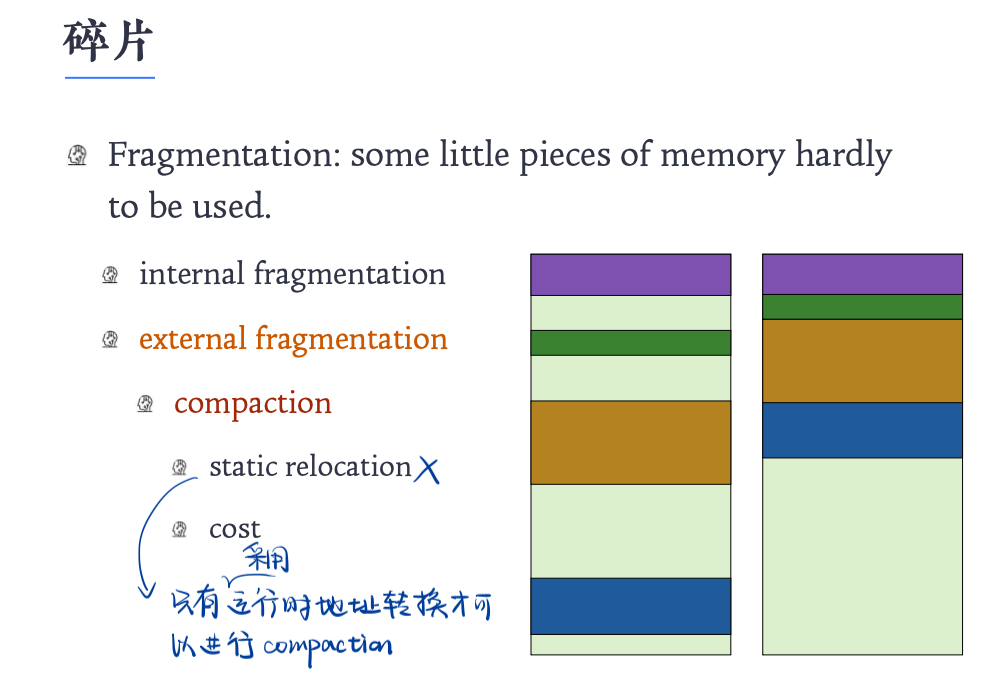 碎片
Fragmentation: some little pieces of memory hardly
to be used.
internal fragmentation
external fragmentation
compaction
static relocation X
cost
采用
只有运行时地址转换才可
以进行 compaction